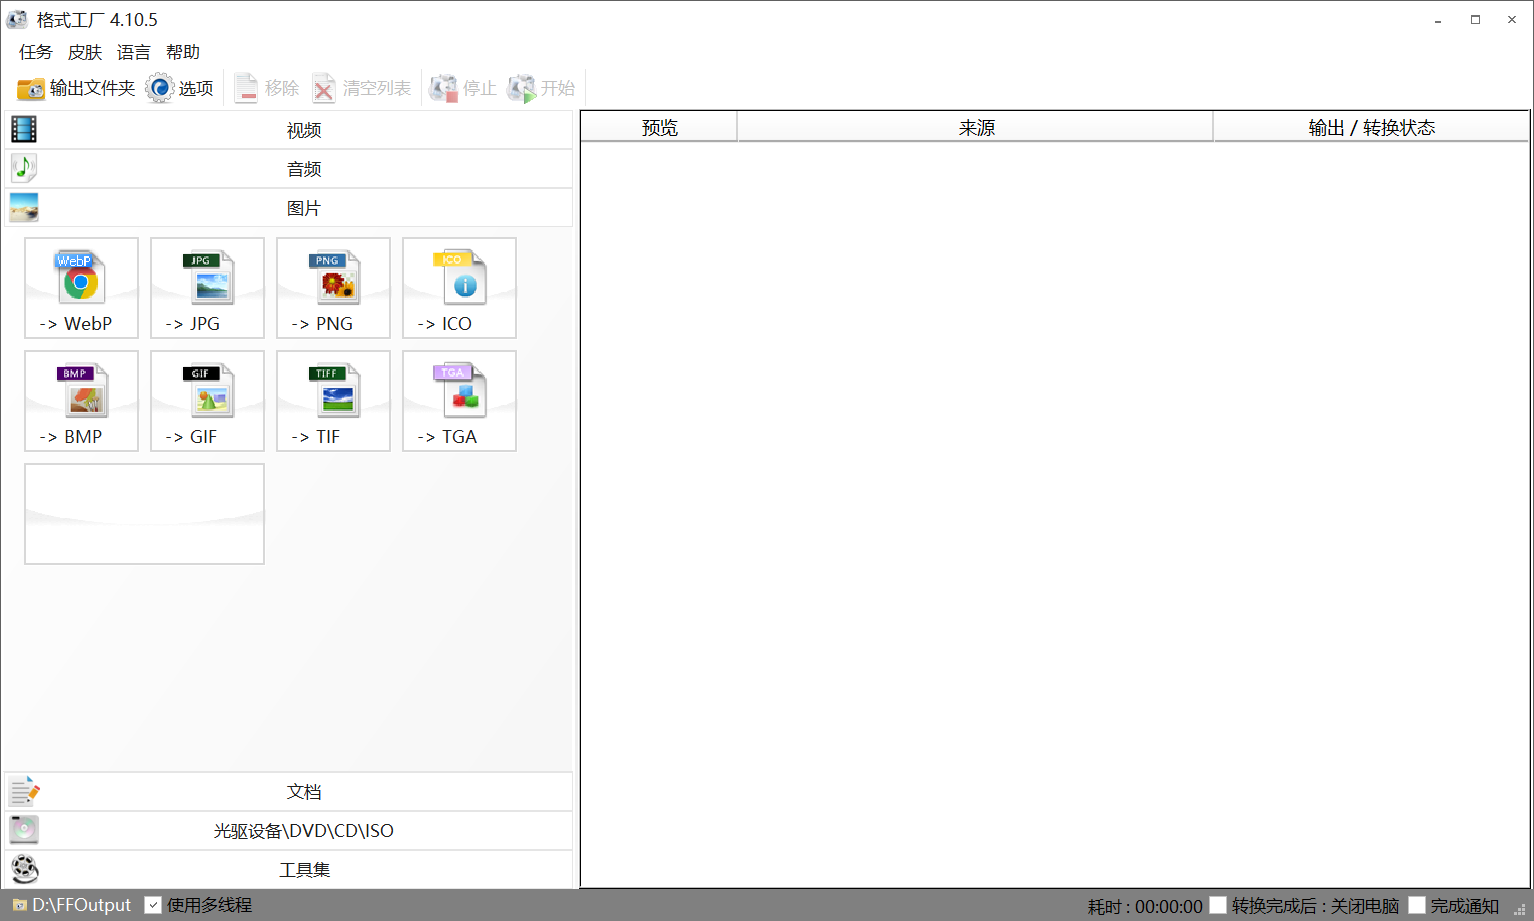 格式工厂 4.10.5
任务 皮肤 语言 帮助
输出文件夹 选项 移除 清空列表 停止 开始
视频
音频
图片
预览 来源 输出 / 转换状态
WebP JPG PNG ICO
-> WebP -> JPG -> PNG -> ICO
BMP GIF TIFF TGA
-> BMP -> GIF -> TIF -> TGA
文档
光驱设备\DVD\CD\ISO
工具集
D:\FFOutput 使用多线程 耗时 : 00:00:00 转换完成后 : 关闭电脑 完成通知